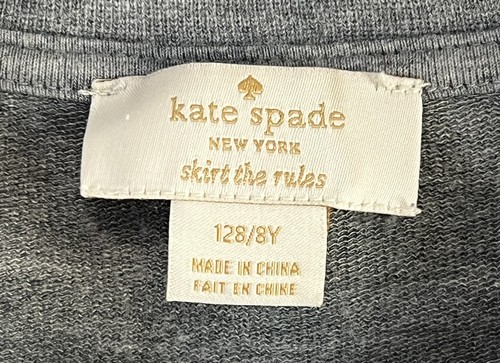 kate spade
NEW YORK
skirt the rules
128/8Y
MADE IN CHINA
FAIT EN CHINE